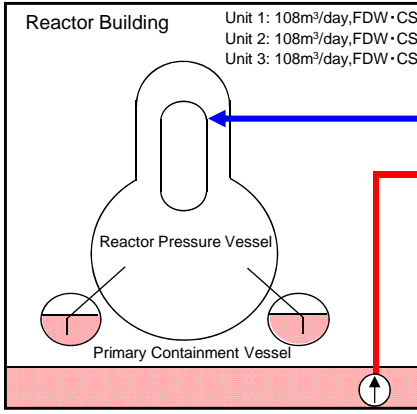 Reactor Building
Unit 1: 108m³/day,FDW・CS
Unit 2: 108m³/day,FDW・CS
Unit 3: 108m³/day,FDW・CS
Reactor Pressure Vessel
Primary Containment Vessel